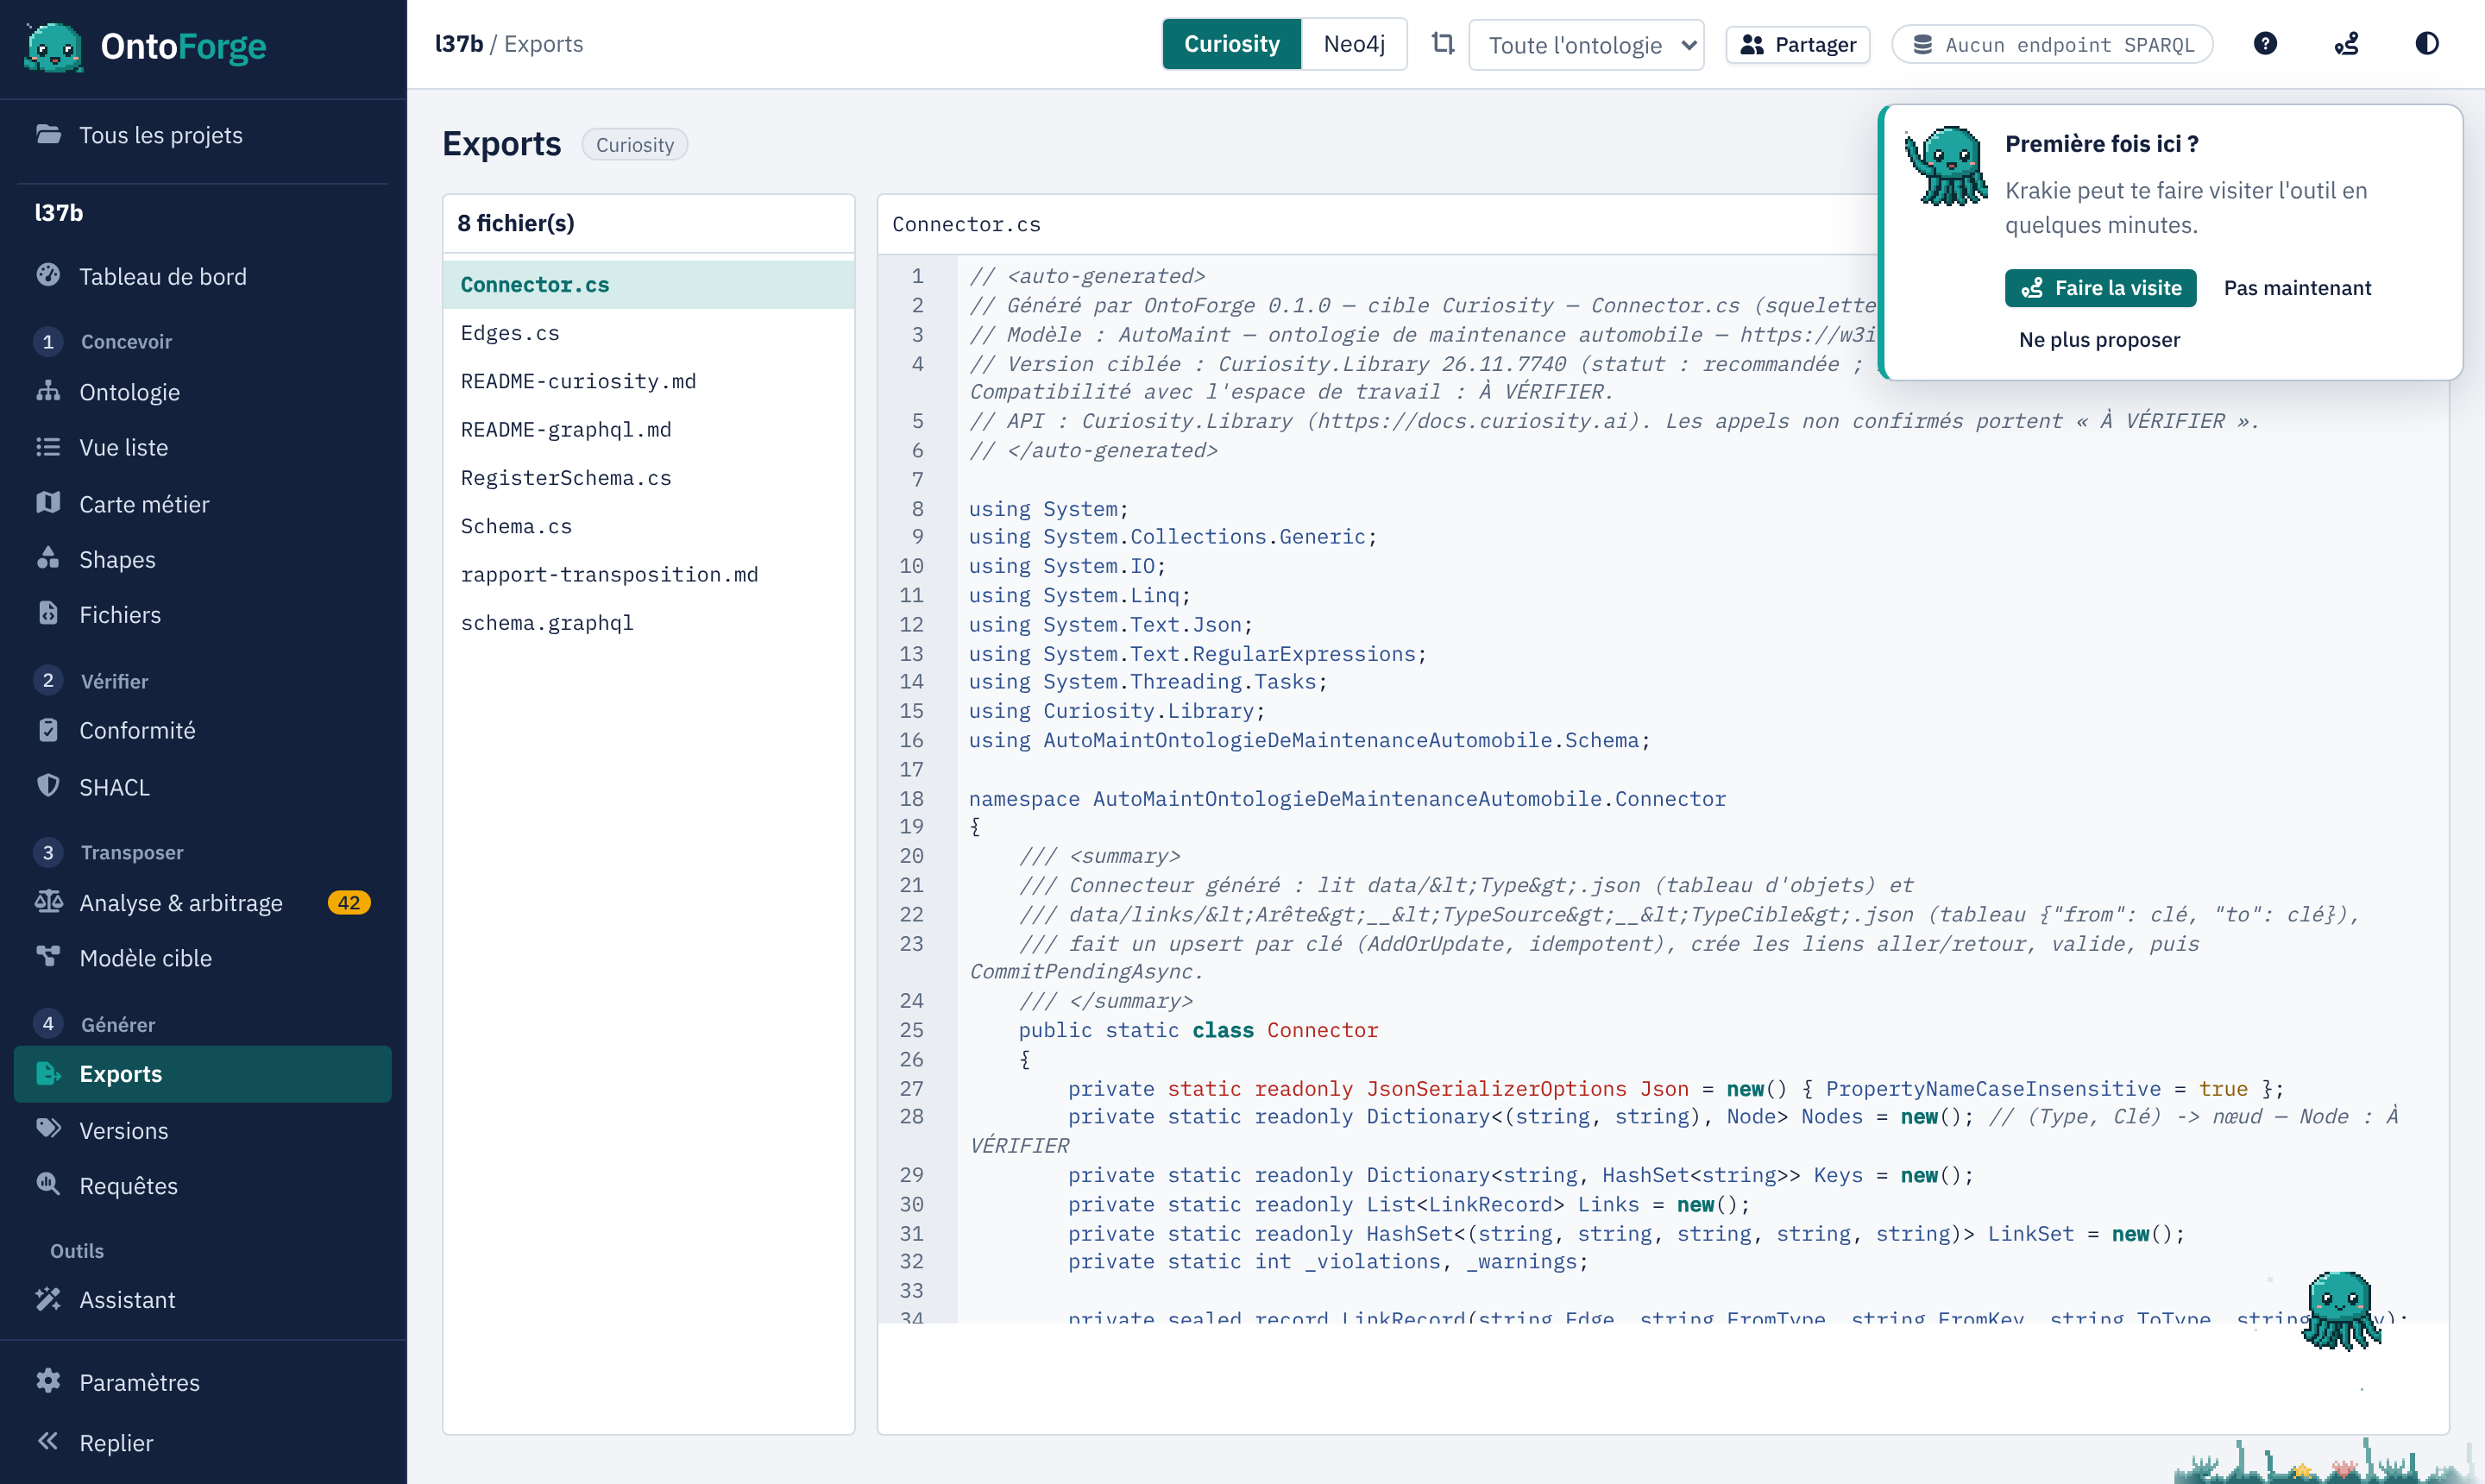 OntoForge
Tous les projets
l37b
Tableau de bord
1 Concevoir
Ontologie
Vue liste
Carte métier
Shapes
Fichiers
2 Vérifier
Conformité
SHACL
3 Transposer
Analyse & arbitrage 42
Modèle cible
4 Générer
Exports
Versions
Requêtes
Outils
Assistant
Paramètres
Replier
l37b / Exports
Curiosity
Neo4j
Toute l'ontologie
Partager
Aucun endpoint SPARQL
Exports Curiosity
Première fois ici ?
Krakie peut te faire visiter l'outil en
quelques minutes.
Faire la visite
Pas maintenant
Ne plus proposer
8 fichier(s)
Connector.cs
Edges.cs
README-curiosity.md
README-graphql.md
RegisterSchema.cs
Schema.cs
rapport-transposition.md
schema.graphql
Connector.cs
1 // <auto-generated>
2 // Généré par OntoForge 0.1.0 — cible Curiosity — Connector.cs (squelette
3 // Modèle : AutoMaint — ontologie de maintenance automobile — https://w3i
4 // Version ciblée : Curiosity.Library 26.11.7740 (statut : recommandée ;
Compatibilité avec l'espace de travail : À VÉRIFIER.
5 // API : Curiosity.Library (https://docs.curiosity.ai). Les appels non confirmés portent « À VÉRIFIER ».
6 // </auto-generated>
7
8 using System;
9 using System.Collections.Generic;
10 using System.IO;
11 using System.Linq;
12 using System.Text.Json;
13 using System.Text.RegularExpressions;
14 using System.Threading.Tasks;
15 using Curiosity.Library;
16 using AutoMaintOntologieDeMaintenanceAutomobile.Schema;
17
18 namespace AutoMaintOntologieDeMaintenanceAutomobile.Connector
19 {
20 /// <summary>
21 /// Connecteur généré : lit data/&lt;Type&gt;.json (tableau d'objets) et
22 /// data/links/&lt;Arête&gt;__&lt;TypeSource&gt;__&lt;TypeCible&gt;.json (tableau {"from": clé, "to": clé}),
23 /// fait un upsert par clé (AddOrUpdate, idempotent), crée les liens aller/retour, valide, puis
CommitPendingAsync.
24 /// </summary>
25 public static class Connector
26 {
27 private static readonly JsonSerializerOptions Json = new() { PropertyNameCaseInsensitive = true };
28 private static readonly Dictionary<(string, string), Node> Nodes = new(); // (Type, Clé) -> nœud — Node : À
VÉRIFIER
29 private static readonly Dictionary<string, HashSet<string>> Keys = new();
30 private static readonly List<LinkRecord> Links = new();
31 private static readonly HashSet<(string, string, string, string, string)> LinkSet = new();
32 private static int _violations, _warnings;
33
34 private sealed record LinkRecord(string Edge, string FromType, string FromKey, string ToType, string